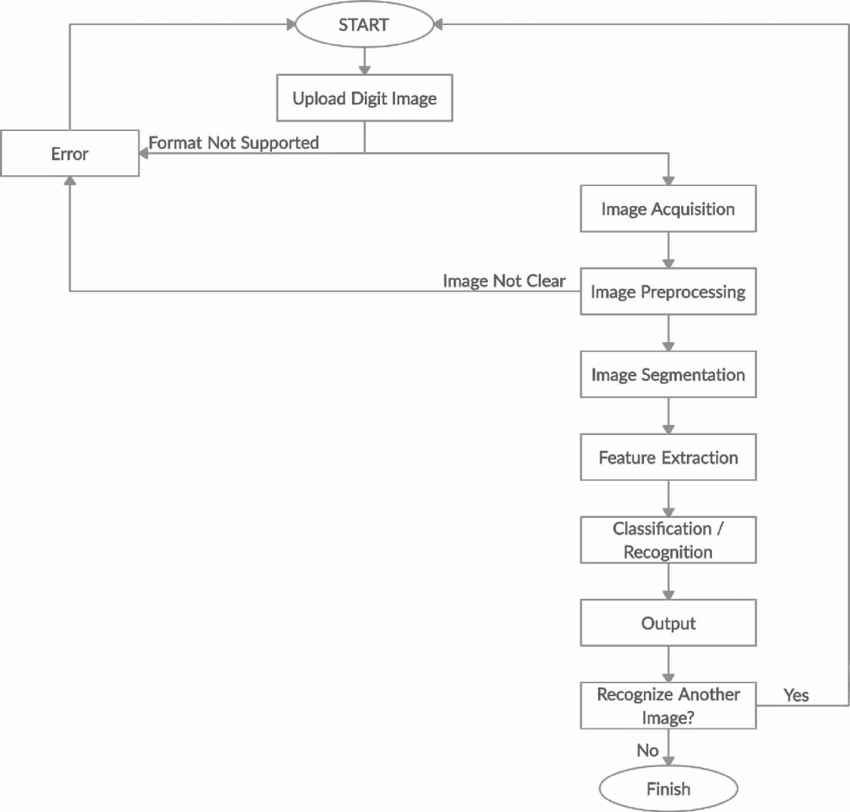 START
Upload Digit Image
Format Not Supported
Error
Image Acquisition
Image Not Clear
Image Preprocessing
Image Segmentation
Feature Extraction
Classification /
Recognition
Output
Recognize Another
Image?
Yes
No
Finish